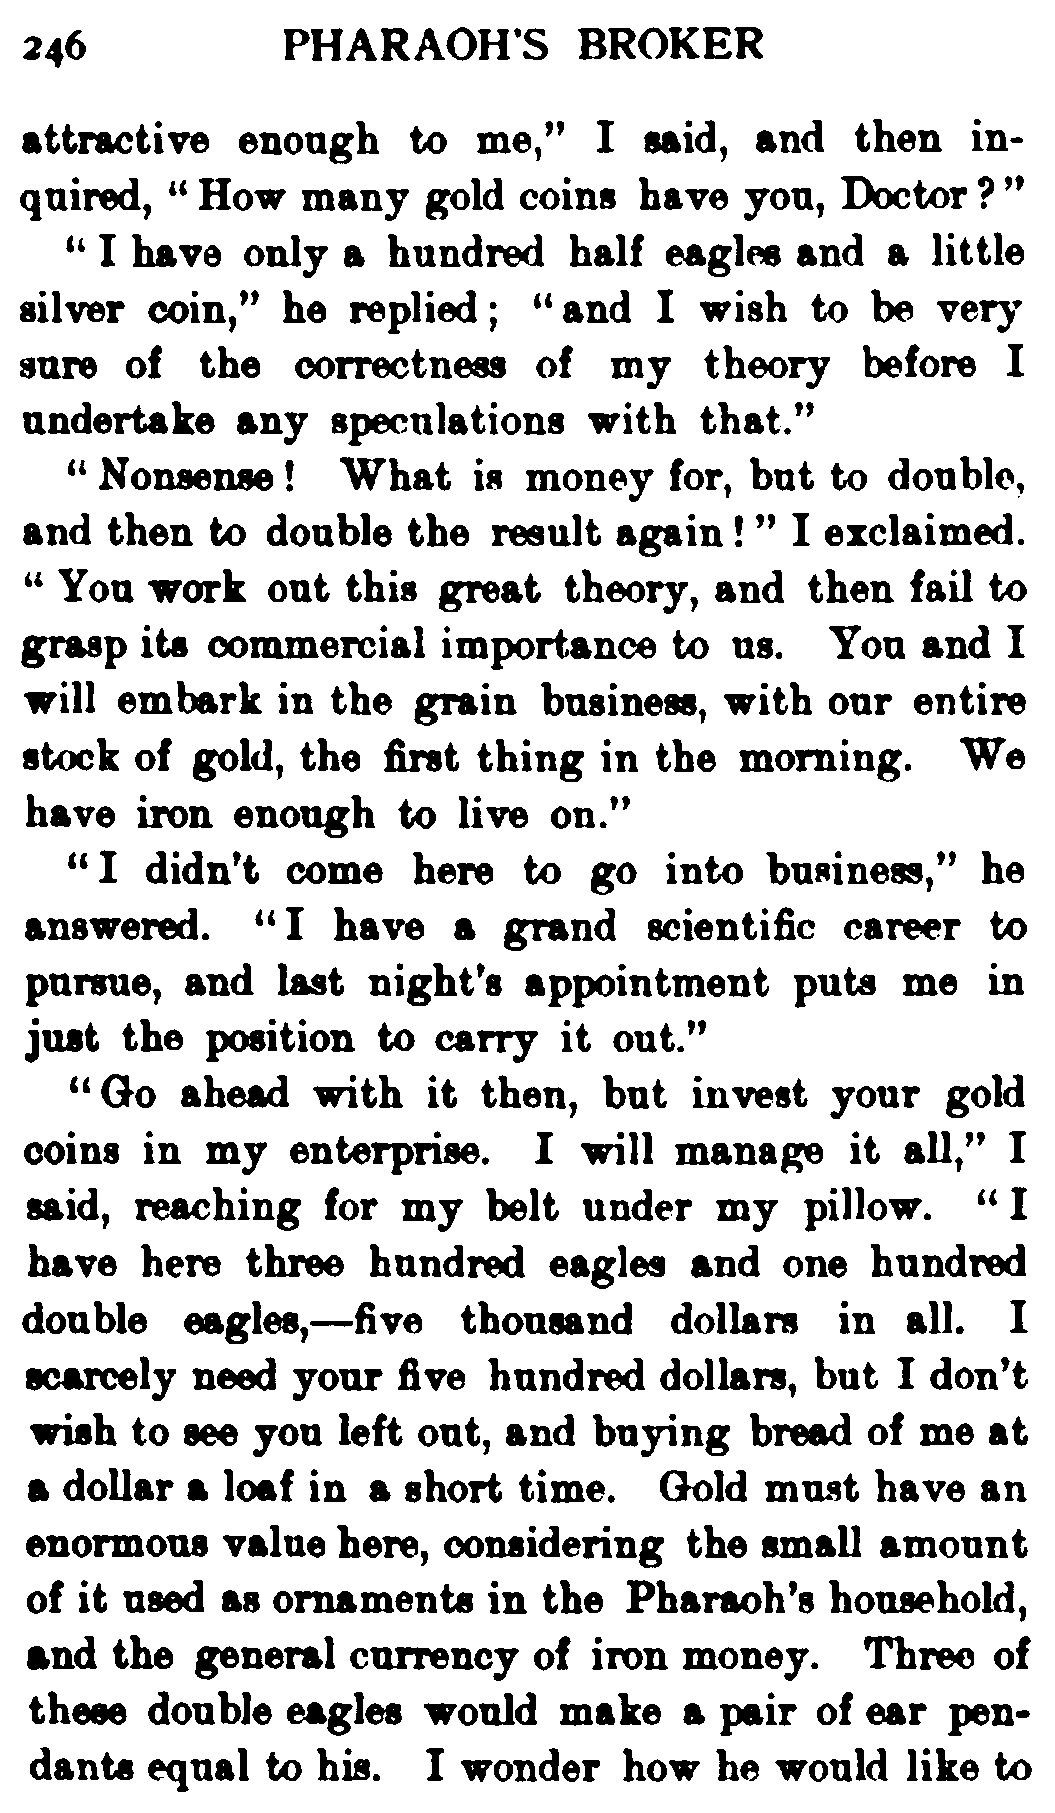 246 PHARAOH'S BROKER
attractive enough to me," I said, and then in-
quired, "How many gold coins have you, Doctor?"
"I have only a hundred half eagles and a little
silver coin," he replied; "and I wish to be very
sure of the correctness of my theory before I
undertake any speculations with that."
"Nonsense! What is money for, but to double,
and then to double the result again!" I exclaimed.
"You work out this great theory, and then fail to
grasp its commercial importance to us. You and I
will embark in the grain business, with our entire
stock of gold, the first thing in the morning. We
have iron enough to live on."
"I didn't come here to go into business," he
answered. "I have a grand scientific career to
pursue, and last night's appointment puts me in
just the position to carry it out."
"Go ahead with it then, but invest your gold
coins in my enterprise. I will manage it all," I
said, reaching for my belt under my pillow. "I
have here three hundred eagles and one hundred
double eagles,—five thousand dollars in all. I
scarcely need your five hundred dollars, but I don't
wish to see you left out, and buying bread of me at
a dollar a loaf in a short time. Gold must have an
enormous value here, considering the small amount
of it used as ornaments in the Pharaoh's household,
and the general currency of iron money. Three of
these double eagles would make a pair of ear pen-
dants equal to his. I wonder how he would like to